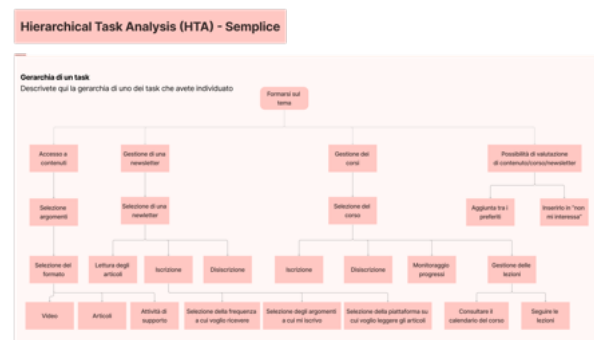 Hierarchical Task Analysis (HTA) - Semplice
Gerarchia di un task
Descrivete qui la gerarchia di uno dei task che avete individuato
Formarsi sul
tema
Accesso a
contenuti
Gestione di una
newsletter
Gestione dei
corsi
Possibilità di valutazione
di contenuto/corso/newsletter
Selezione
argomenti
Selezione di una
newletter
Selezione del
corso
Aggiunta tra i
preferiti
Inserirlo in "non
mi interessa"
Selezione del
formato
Lettura degli
articoli
Iscrizione
Disiscrizione
Iscrizione
Disiscrizione
Monitoraggio
progressi
Gestione delle
lezioni
Video
Articoli
Attività di
supporto
Selezione della frequenza
a cui voglio ricevere
Selezione degli argomenti
a cui mi iscrivo
Selezione della piattaforma su
cui voglio leggere gli articoli
Consultare il
calendario del corso
Seguire le
lezioni